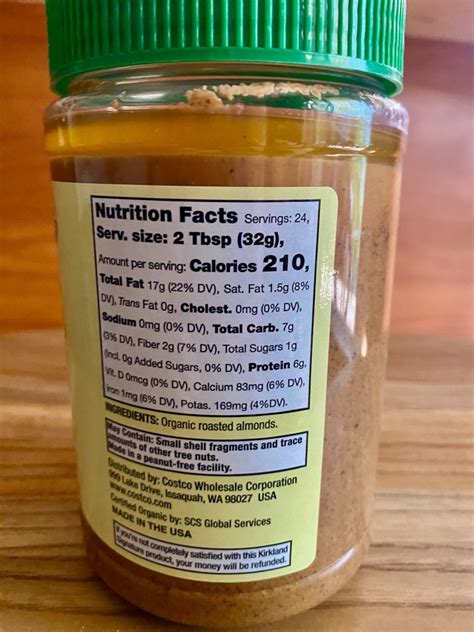 Nutrition Facts Servings: 24,
Serv. size: 2 Tbsp (32g),
Amount per serving: Calories 210,
Total Fat 17g (22% DV), Sat. Fat 1.5g (8%
DV), Trans Fat 0g, Cholest. 0mg (0% DV),
Sodium 0mg (0% DV), Total Carb. 7g
(3% DV), Fiber 2g (7% DV), Total Sugars 1g
(Incl. 0g Added Sugars, 0% DV), Protein 6g,
Vit. D 0mcg (0% DV), Calcium 83mg (6% DV),
Iron 1mg (6% DV), Potas. 169mg (4%DV).
INGREDIENTS: Organic roasted almonds.
May Contain: Small shell fragments and trace
amounts of other tree nuts.
Made in a peanut-free facility.
Distributed by: Costco Wholesale Corporation
999 Lake Drive, Issaquah, WA 98027 USA
www.costco.com
Certified Organic by: SCS Global Services
MADE IN THE USA
If you're not completely satisfied with this Kirkland
Signature product, your money will be refunded.